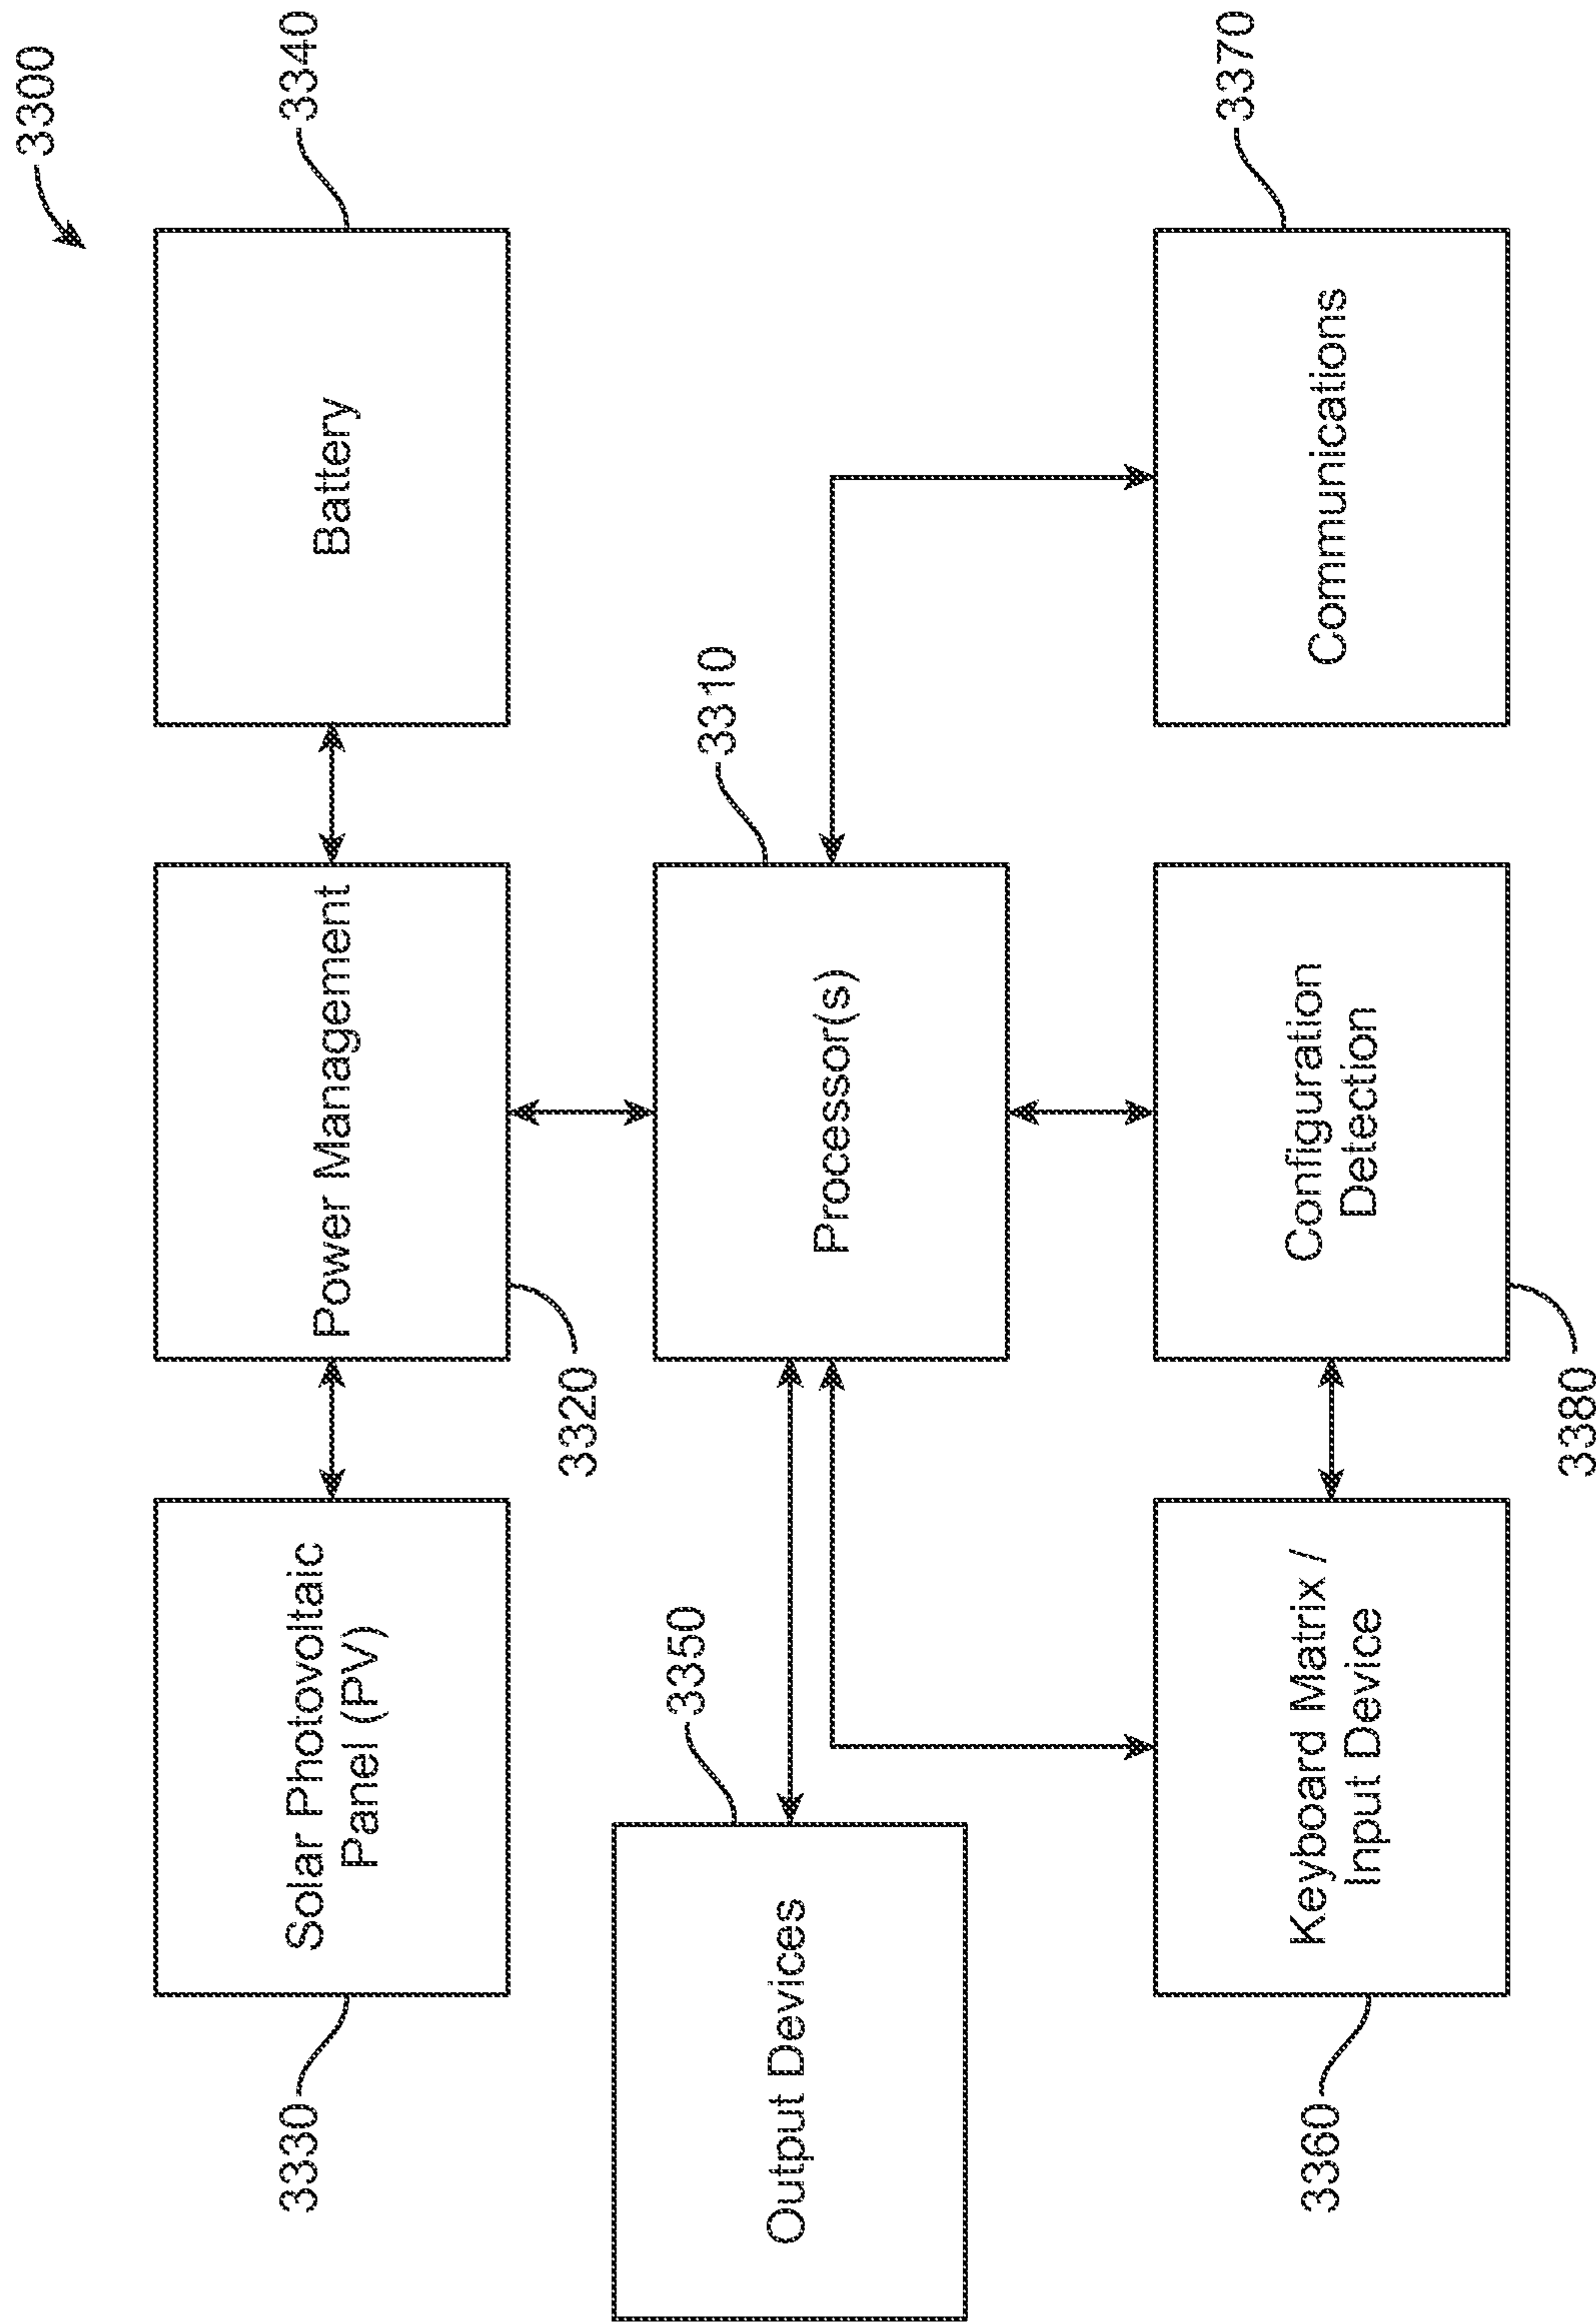 3300
Solar Photovoltaic
Panel (PV)
3330
Power Management
3320
Battery
3340
Output Devices
3350
Processor(s)
3310
Keyboard Matrix /
Input Device
3360
Configuration
Detection
3380
Communications
3370